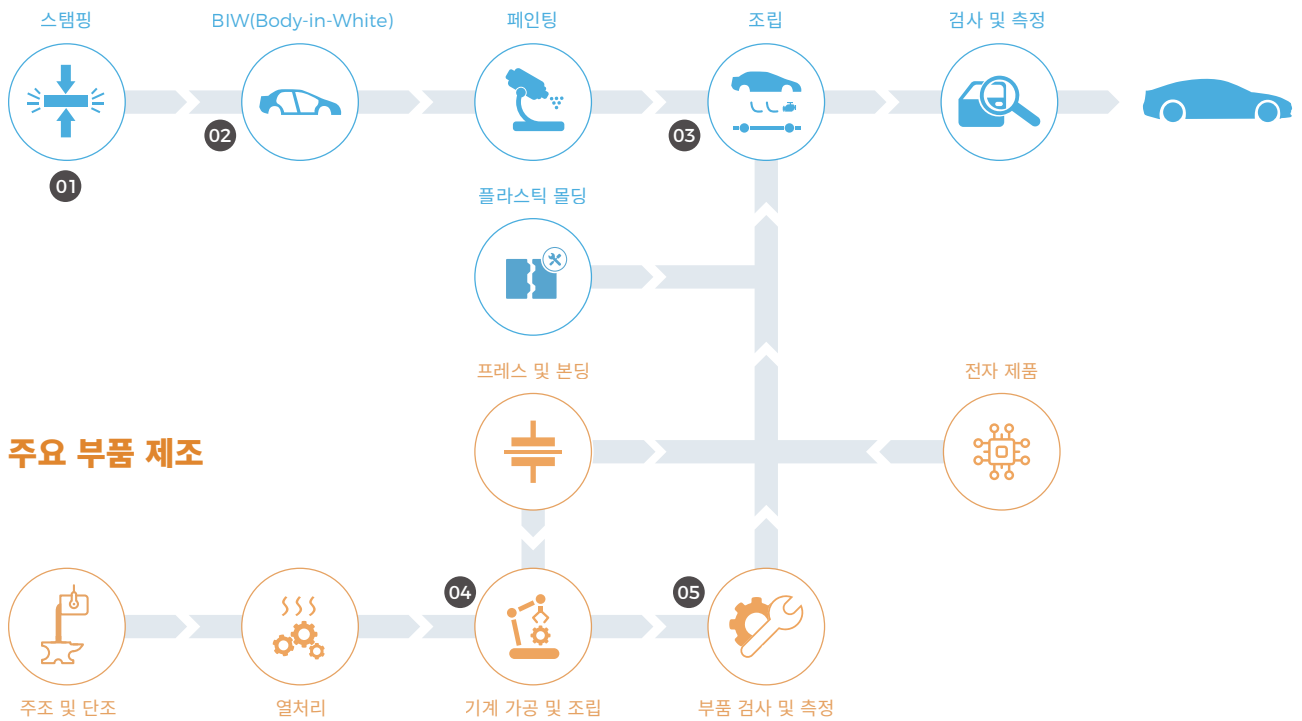 스탬핑
BIW(Body-in-White)
페인팅
조립
검사 및 측정
02
03
01
플라스틱 몰딩
프레스 및 본딩
전자 제품
주요 부품 제조
04
05
주조 및 단조
열처리
기계 가공 및 조립
부품 검사 및 측정